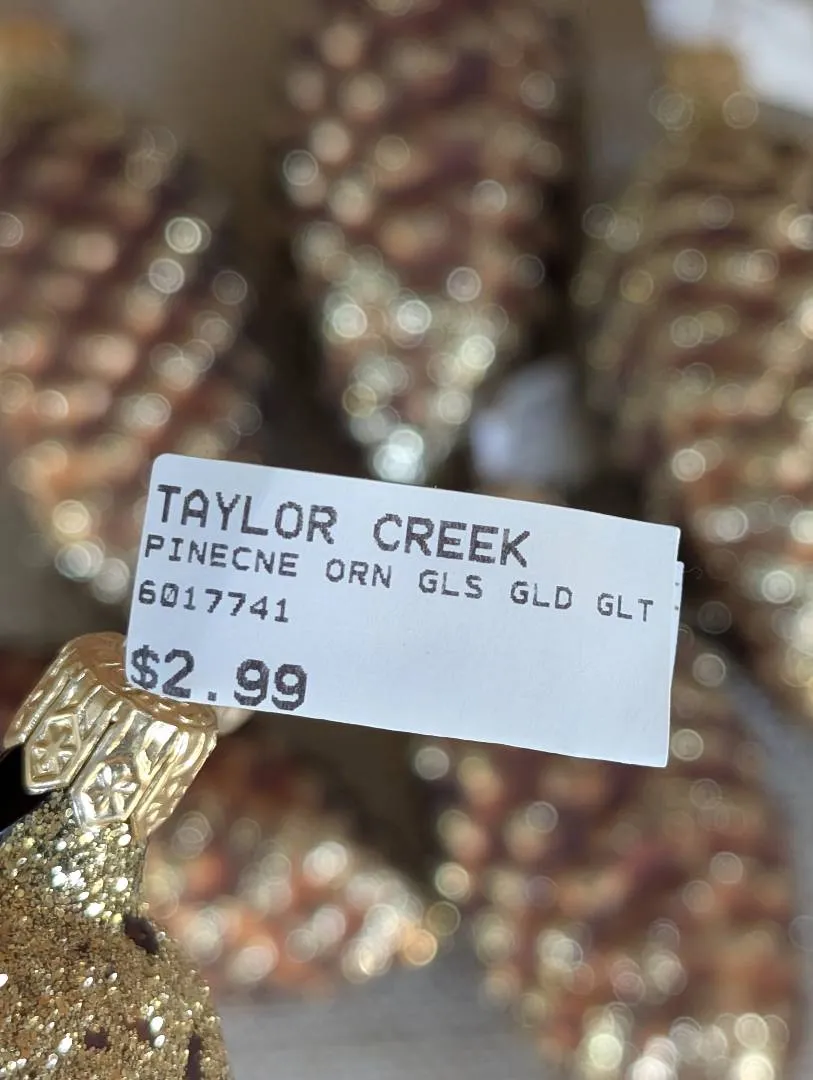 TAYLOR CREEK
PINECNE ORN GLS GLD GLT
6017741
$2.99